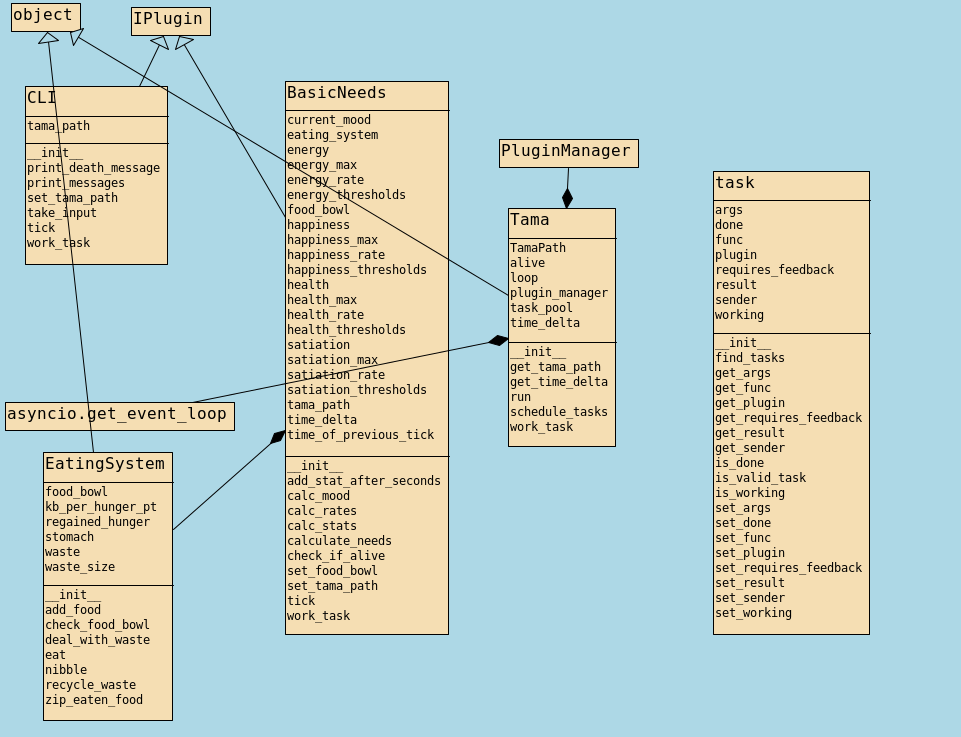 object
IPlugin
CLI
tama_path
__init__
print_death_message
print_messages
set_tama_path
take_input
tick
work_task
BasicNeeds
current_mood
eating_system
energy
energy_max
energy_rate
energy_thresholds
food_bowl
happiness
happiness_max
happiness_rate
happiness_thresholds
health
health_max
health_rate
health_thresholds
satiation
satiation_max
satiation_rate
satiation_thresholds
tama_path
time_delta
time_of_previous_tick
__init__
add_stat_after_seconds
calc_mood
calc_rates
calc_stats
calculate_needs
check_if_alive
set_food_bowl
set_tama_path
tick
work_task
PluginManager
Tama
TamaPath
alive
loop
plugin_manager
task_pool
time_delta
__init__
get_tama_path
get_time_delta
run
schedule_tasks
work_task
task
args
done
func
plugin
requires_feedback
result
sender
working
__init__
find_tasks
get_args
get_func
get_plugin
get_requires_feedback
get_result
get_sender
is_done
is_valid_task
is_working
set_args
set_done
set_func
set_plugin
set_requires_feedback
set_result
set_sender
set_working
asyncio.get_event_loop
EatingSystem
food_bowl
kb_per_hunger_pt
regained_hunger
stomach
waste
waste_size
__init__
add_food
check_food_bowl
deal_with_waste
eat
nibble
recycle_waste
zip_eaten_food